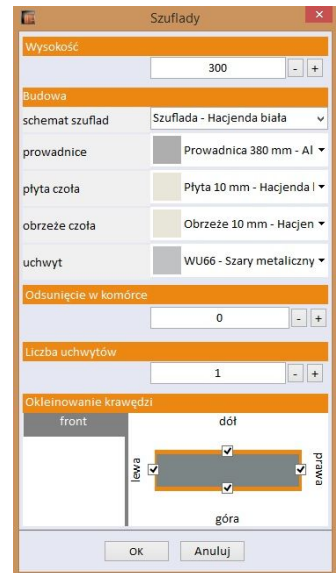 Szuflady
Wysokość
300 - +
Budowa
schemat szuflad Szuflada - Hacjenda biała
prowadnice Prowadnica 380 mm - Al
płyta czoła Płyta 10 mm - Hacjenda
obrzeże czoła Obrzeże 10 mm - Hacjen
uchwyt WU66 - Szary metaliczny
Odsunięcie w komórce
0 - +
Liczba uchwytów
1 - +
Okleinowanie krawędzi
front
dół
lewa
prawa
góra
OK Anuluj